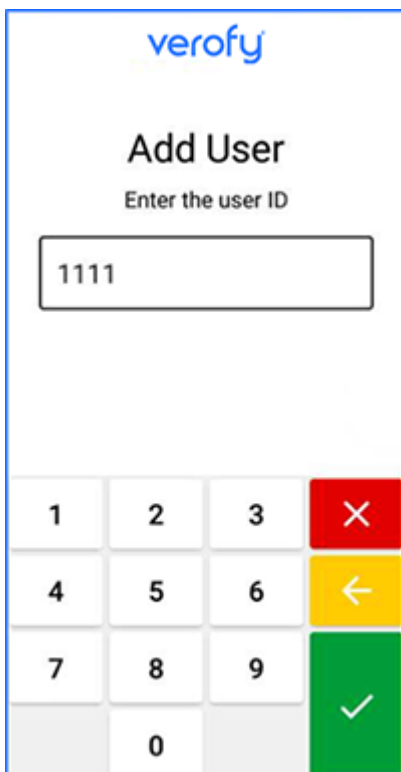 verofy
Add User
Enter the user ID
1111
1 2 3
4 5 6
7 8 9
0